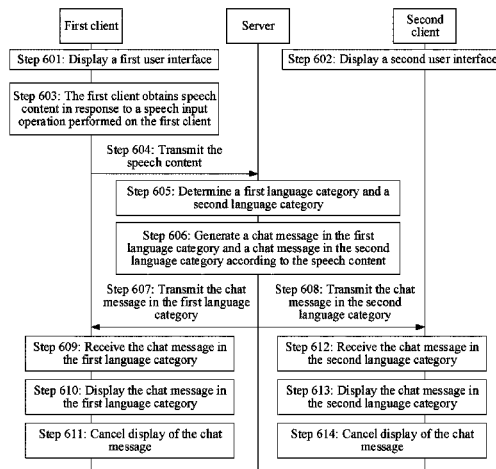 First client
Server
Second
client
Step 601: Display a first user interface
Step 602: Display a second user interface
Step 603: The first client obtains speech
content in response to a speech input
operation performed on the first client
Step 604: Transmit the
speech content
Step 605: Determine a first language category and a
second language category
Step 606: Generate a chat message in the first
language category and a chat message in the second
language category according to the speech content
Step 607: Transmit the chat
message in the first language
category
Step 608: Transmit the chat
message in the second
language category
Step 609: Receive the chat message in
the first language category
Step 612: Receive the chat message in
the second language category
Step 610: Display the chat message in
the first language category
Step 613: Display the chat message in
the second language category
Step 611: Cancel display of the chat
message
Step 614: Cancel display of the chat
message